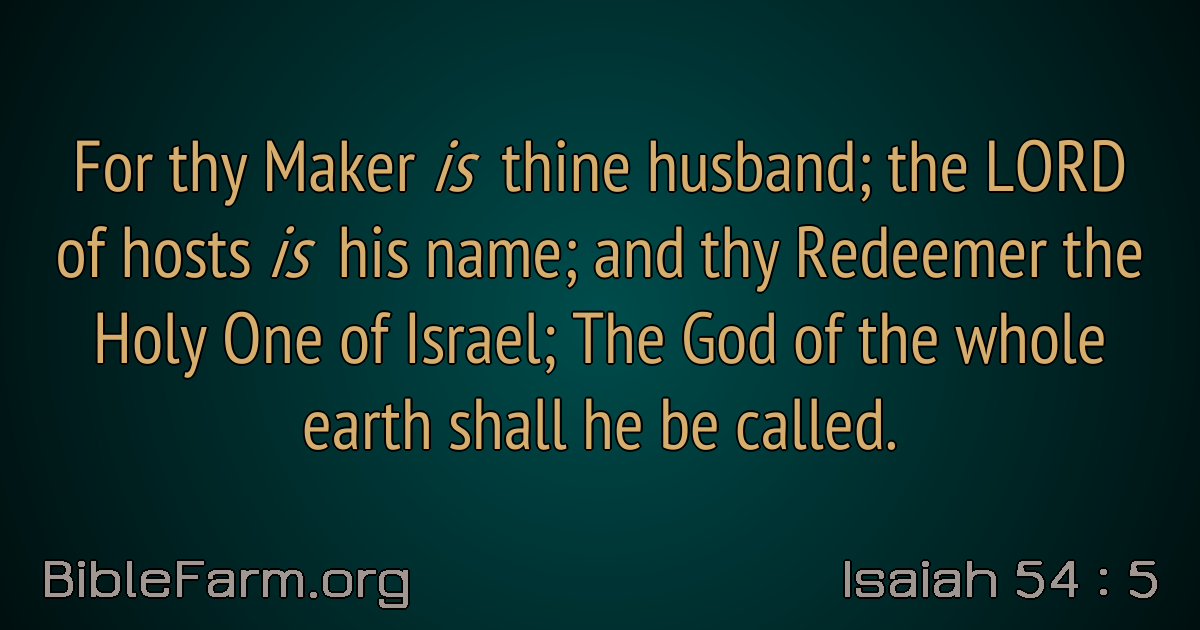 For thy Maker is thine husband; the LORD
of hosts is his name; and thy Redeemer the
Holy One of Israel; The God of the whole
earth shall he be called.
BibleFarm.org
Isaiah 54 : 5